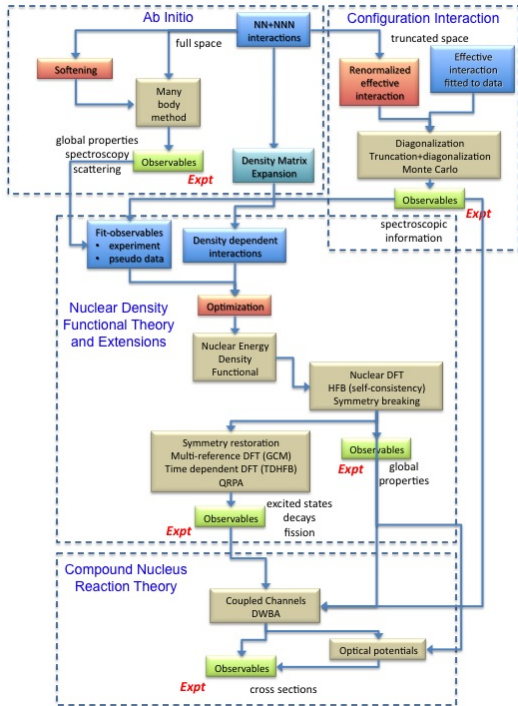 Ab Initio
Configuration Interaction
NN+NNN
interactions
full space
truncated space
Softening
Many
body
method
Renormalized
effective
interaction
Effective
interaction
fitted to data
global properties
spectroscopy
scattering
Observables
Expt
Density Matrix
Expansion
Diagonalization
Truncation+diagonalization
Monte Carlo
Observables
Expt
spectroscopic
information
Fit-observables
• experiment
• pseudo data
Density dependent
interactions
Nuclear Density
Functional Theory
and Extensions
Optimization
Nuclear Energy
Density
Functional
Nuclear DFT
HFB (self-consistency)
Symmetry breaking
Symmetry restoration
Multi-reference DFT (GCM)
Time dependent DFT (TDHFB)
QRPA
Observables
Expt
global
properties
Observables
Expt
excited states
decays
fission
Compound Nucleus
Reaction Theory
Coupled Channels
DWBA
Optical potentials
Observables
Expt
cross sections